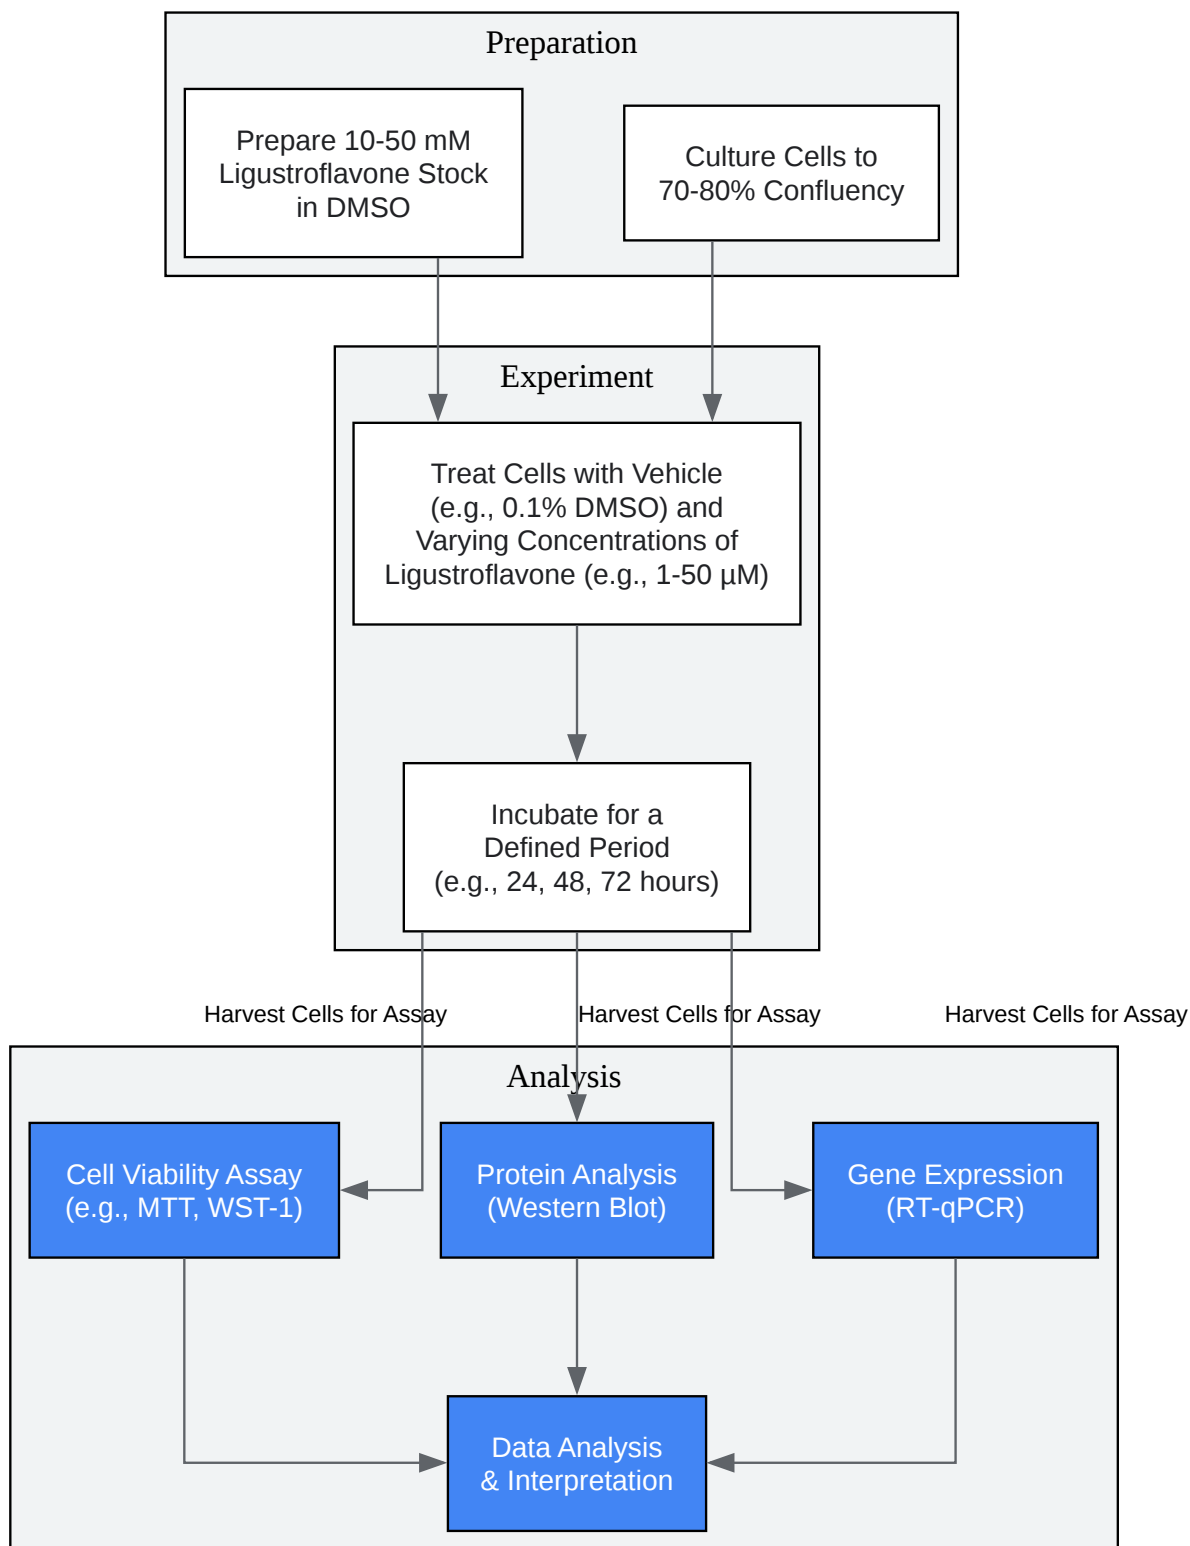 Preparation
Prepare 10-50 mM
Ligustroflavone Stock
in DMSO
Culture Cells to
70-80% Confluency
Experiment
Treat Cells with Vehicle
(e.g., 0.1% DMSO) and
Varying Concentrations of
Ligustroflavone (e.g., 1-50 µM)
Incubate for a
Defined Period
(e.g., 24, 48, 72 hours)
Harvest Cells for Assay
Harvest Cells for Assay
Harvest Cells for Assay
Analysis
Cell Viability Assay
(e.g., MTT, WST-1)
Protein Analysis
(Western Blot)
Gene Expression
(RT-qPCR)
Data Analysis
& Interpretation